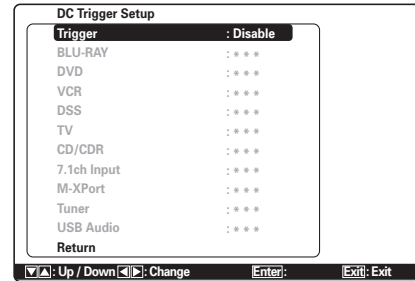 DC Trigger Setup
Trigger : Disable
BLU-RAY : * * *
DVD : * * *
VCR : * * *
DSS : * * *
TV : * * *
CD/CDR : * * *
7.1ch Input : * * *
M-XPort : * * *
Tuner : * * *
USB Audio : * * *
Return
▼▲: Up / Down ◀▶: Change Enter: Exit: Exit